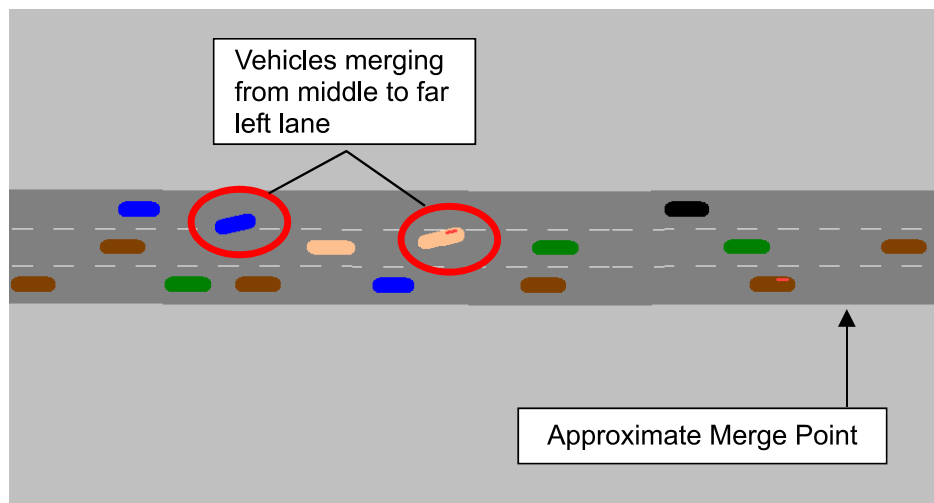 Vehicles merging
from middle to far
left lane
Approximate Merge Point